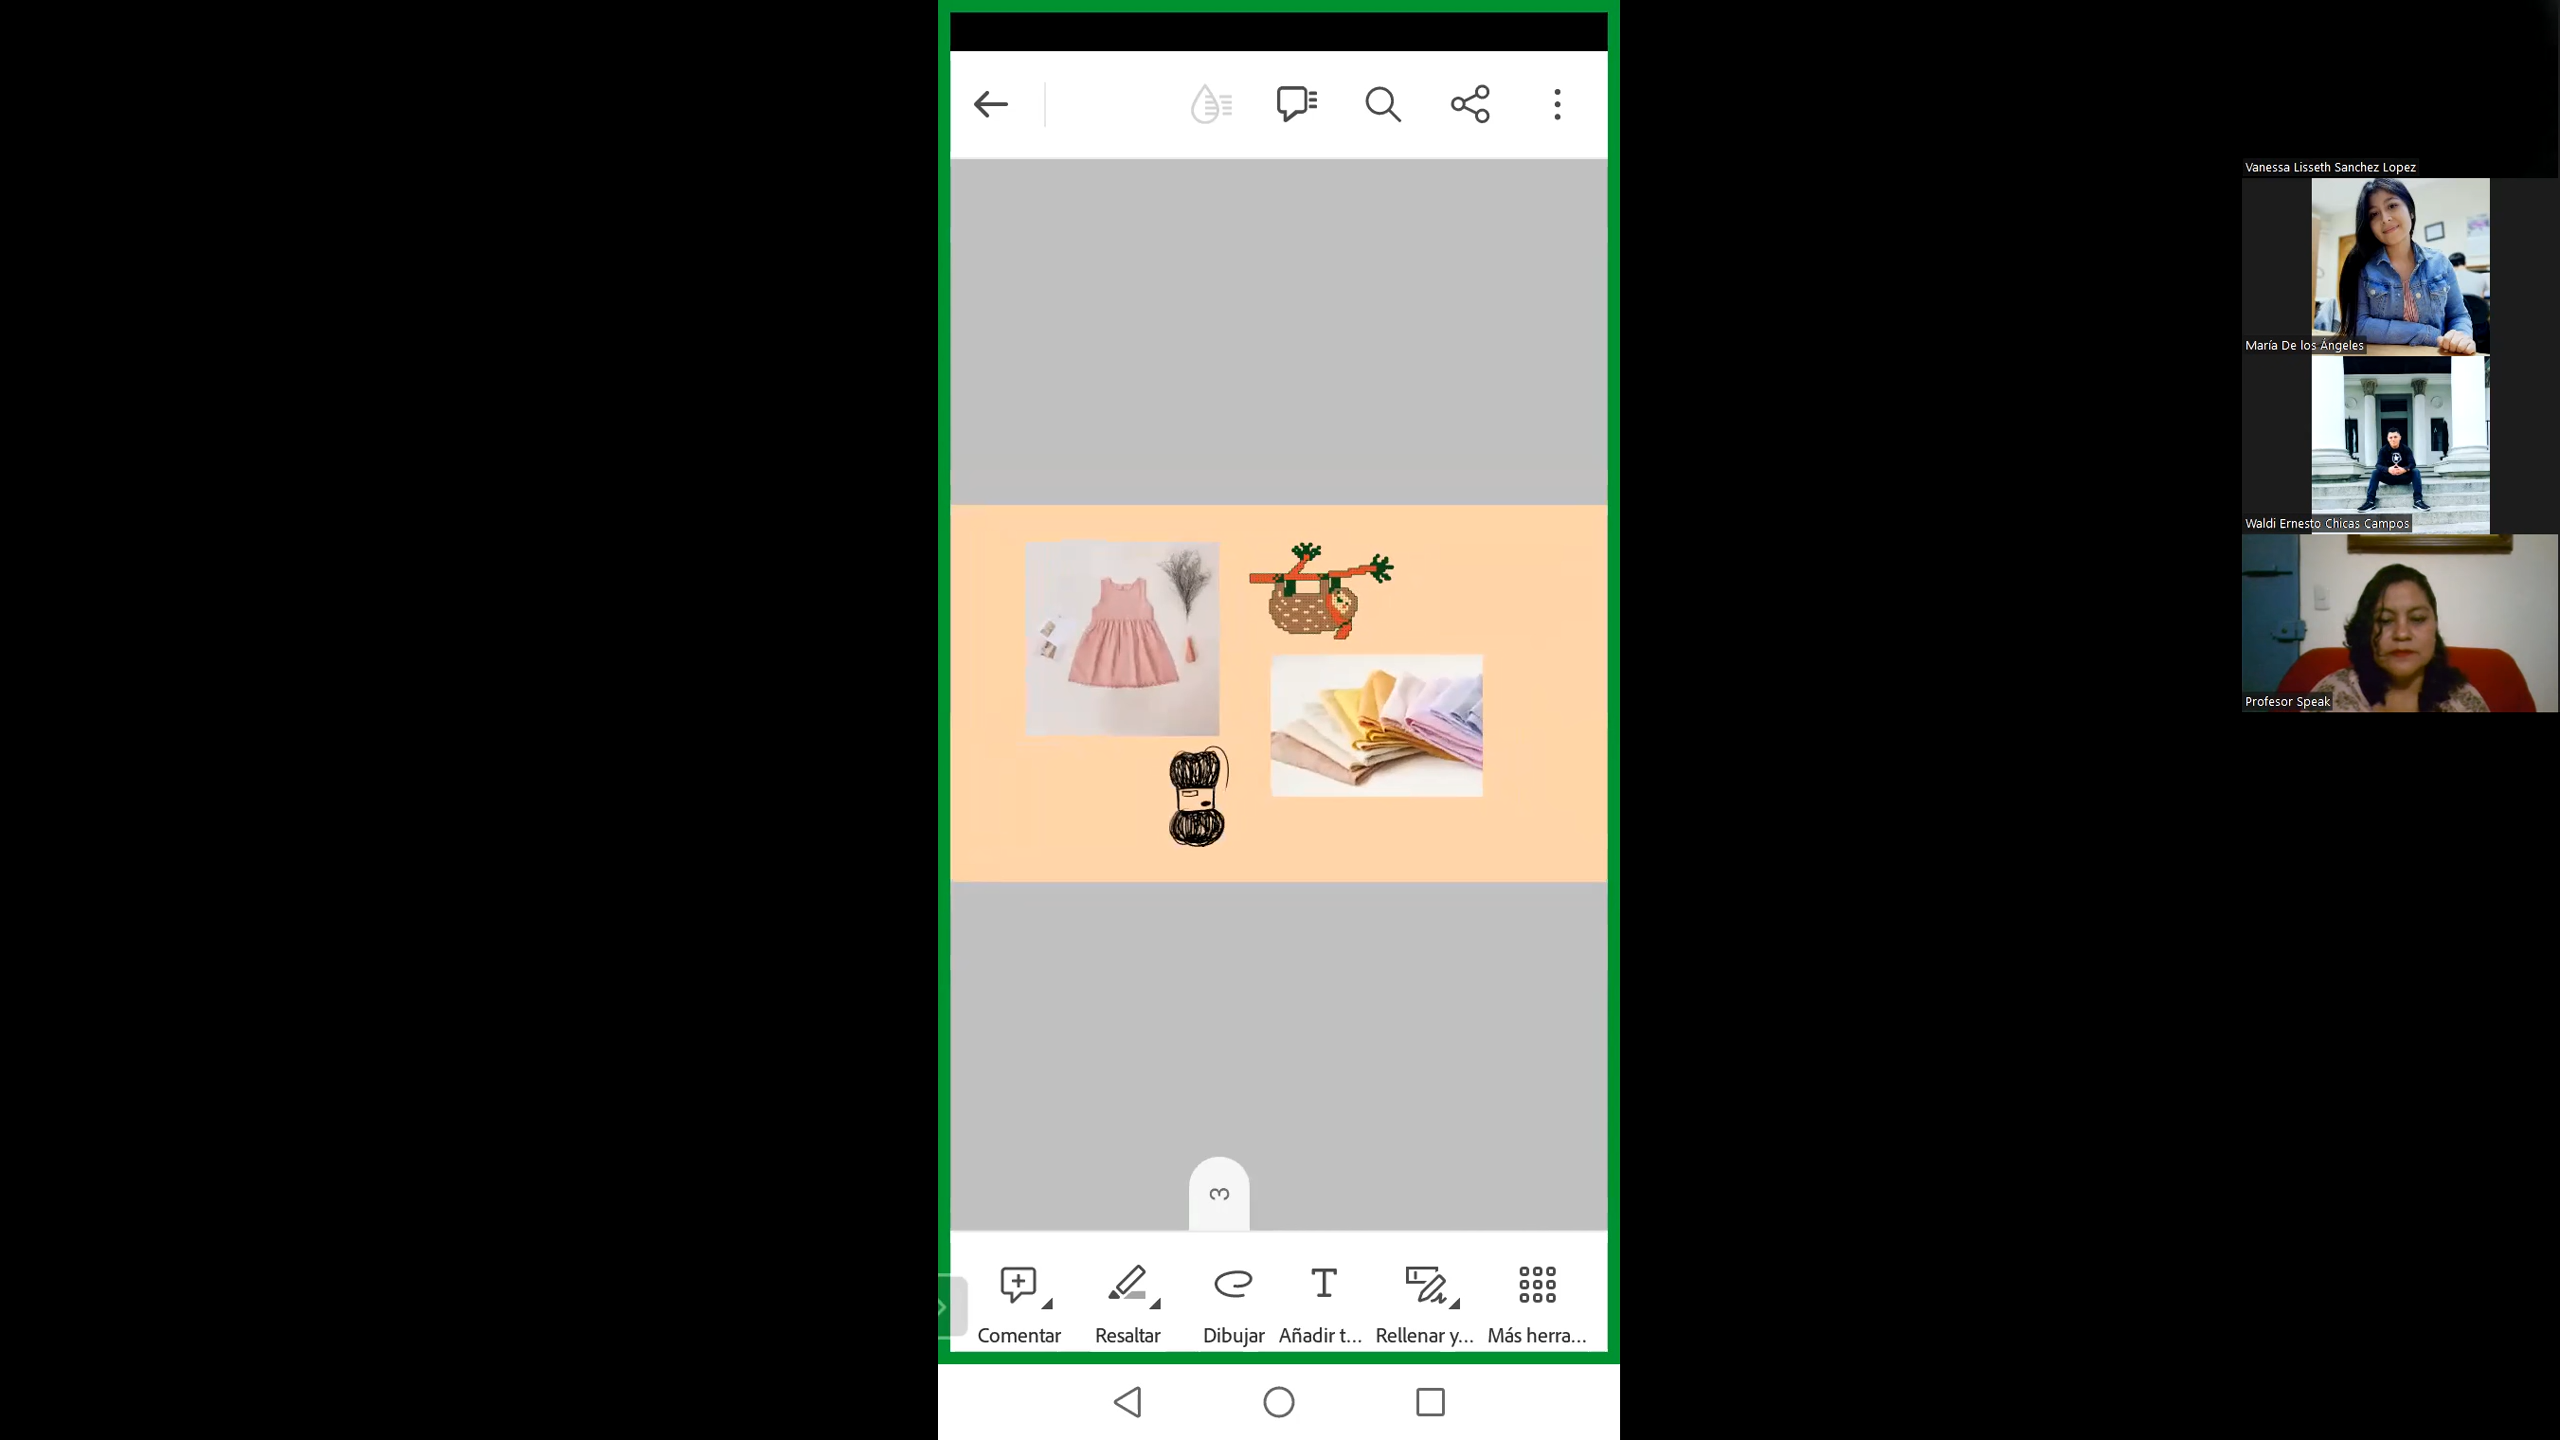 Vanessa Lisseth Sanchez Lopez
María De los Ángeles
Waldi Ernesto Chicas Campos
Profesor Speak
3
Comentar
Resaltar
Dibujar
Añadir t...
Rellenar y...
Más herra...